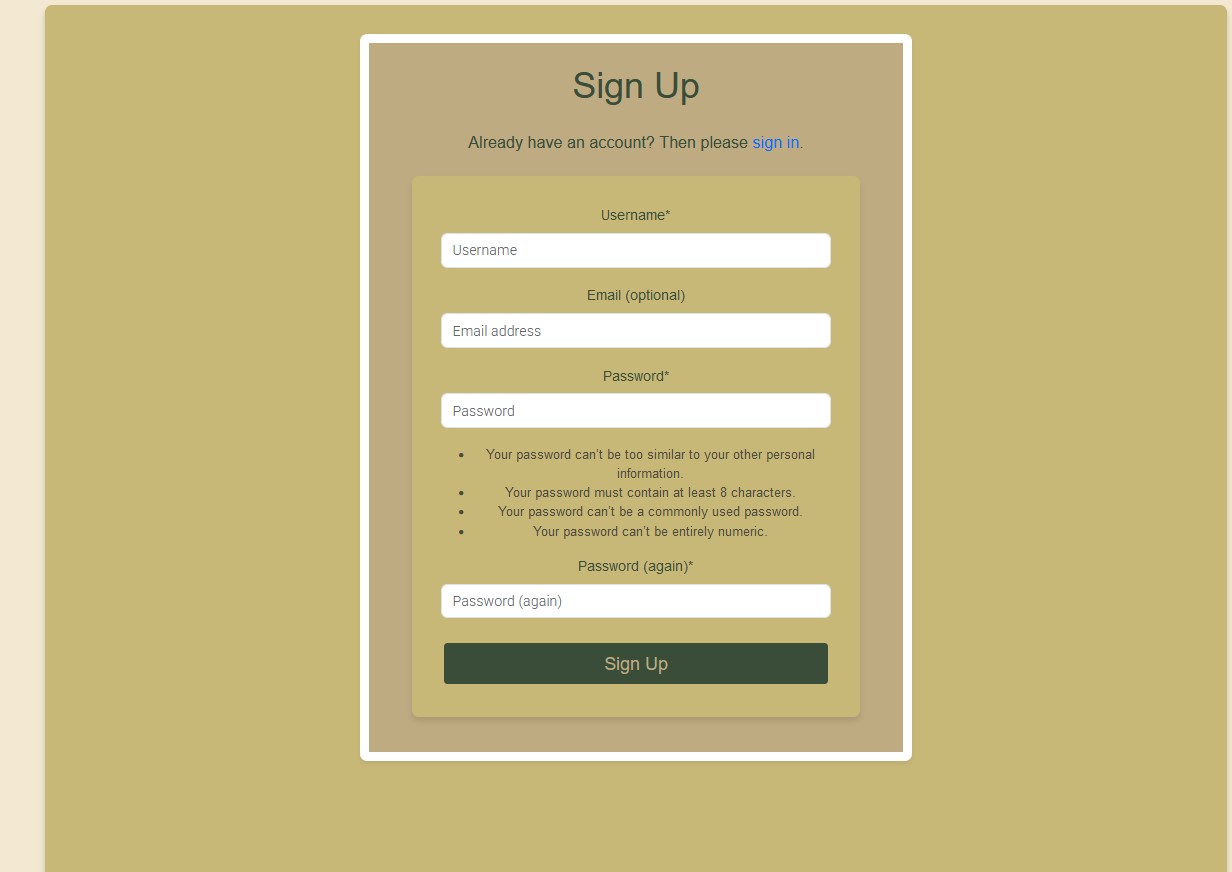 Sign Up
Already have an account? Then please sign in.
Username*
Username
Email (optional)
Email address
Password*
Password
• Your password can’t be too similar to your other personal
information.
• Your password must contain at least 8 characters.
• Your password can’t be a commonly used password.
• Your password can’t be entirely numeric.
Password (again)*
Password (again)
Sign Up